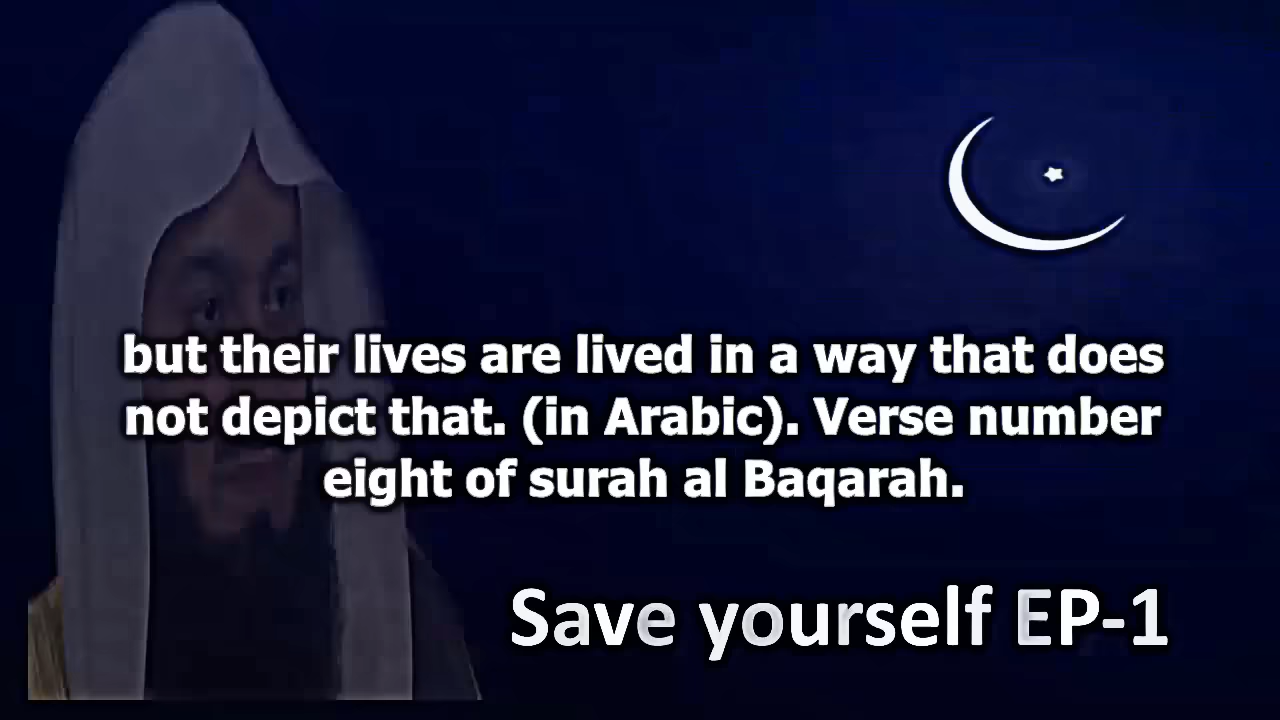 but their lives are lived in a way that does
not depict that. (in Arabic). Verse number
eight of surah al Baqarah.
Save yourself EP-1